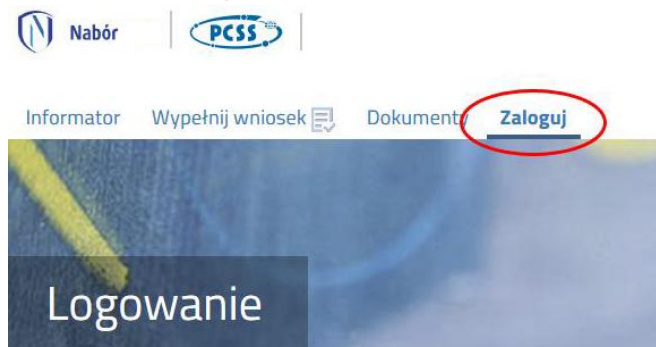 Nabór PCSS
Informator Wypełnij wniosek Dokumenty Zaloguj
Logowanie